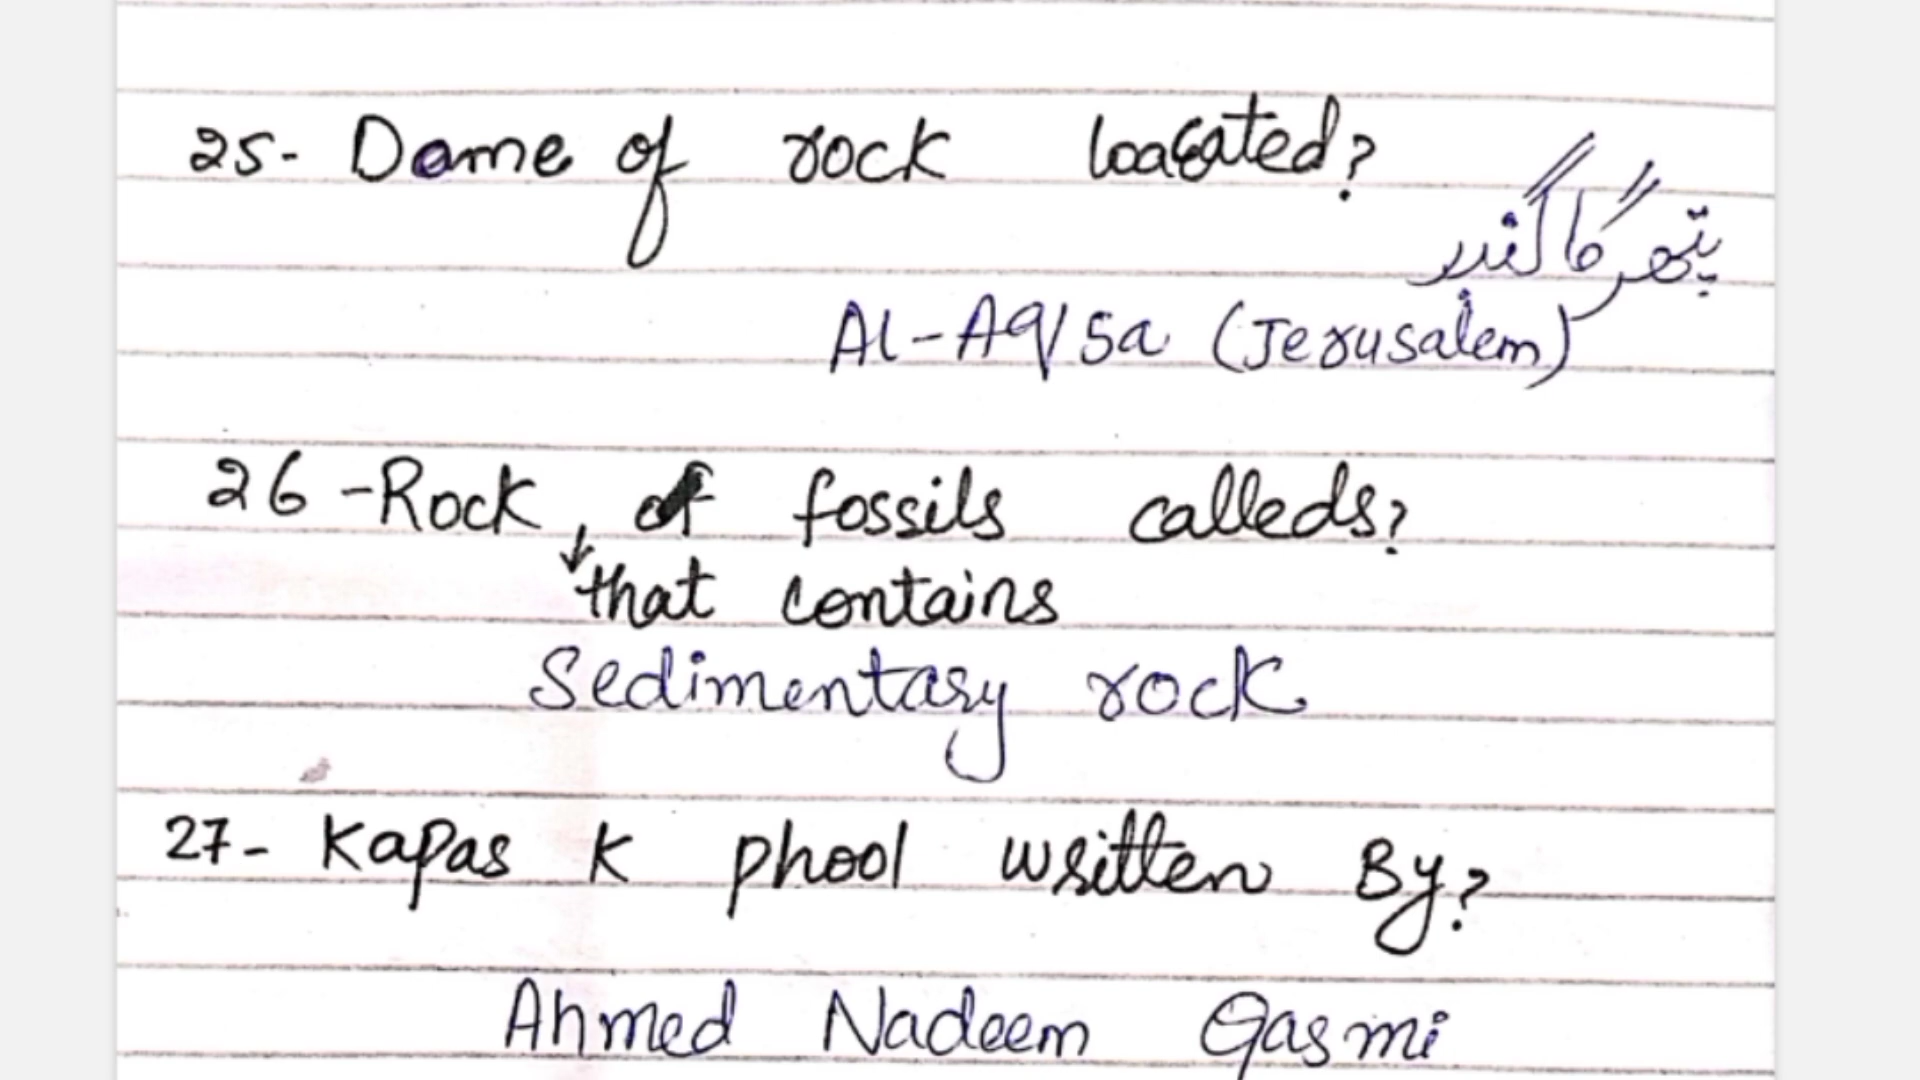 25- Dome of rock loacated?
پتھر کا گنبد
Al-Aqsa (Jerusalem)
26 - Rock of fossils calleds?
that contains
Sedimentary rock
27- Kapas k phool written By?
Ahmed Nadeem Qasmi